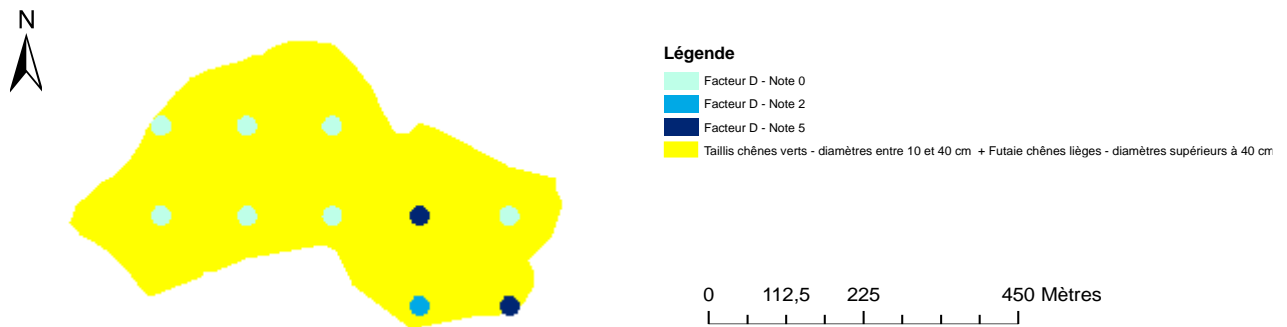 N
Légende
Facteur D - Note 0
Facteur D - Note 2
Facteur D - Note 5
Taillis chênes verts - diamètres entre 10 et 40 cm + Futaie chênes lièges - diamètres supérieurs à 40 cm
0 112,5 225 450 Mètres